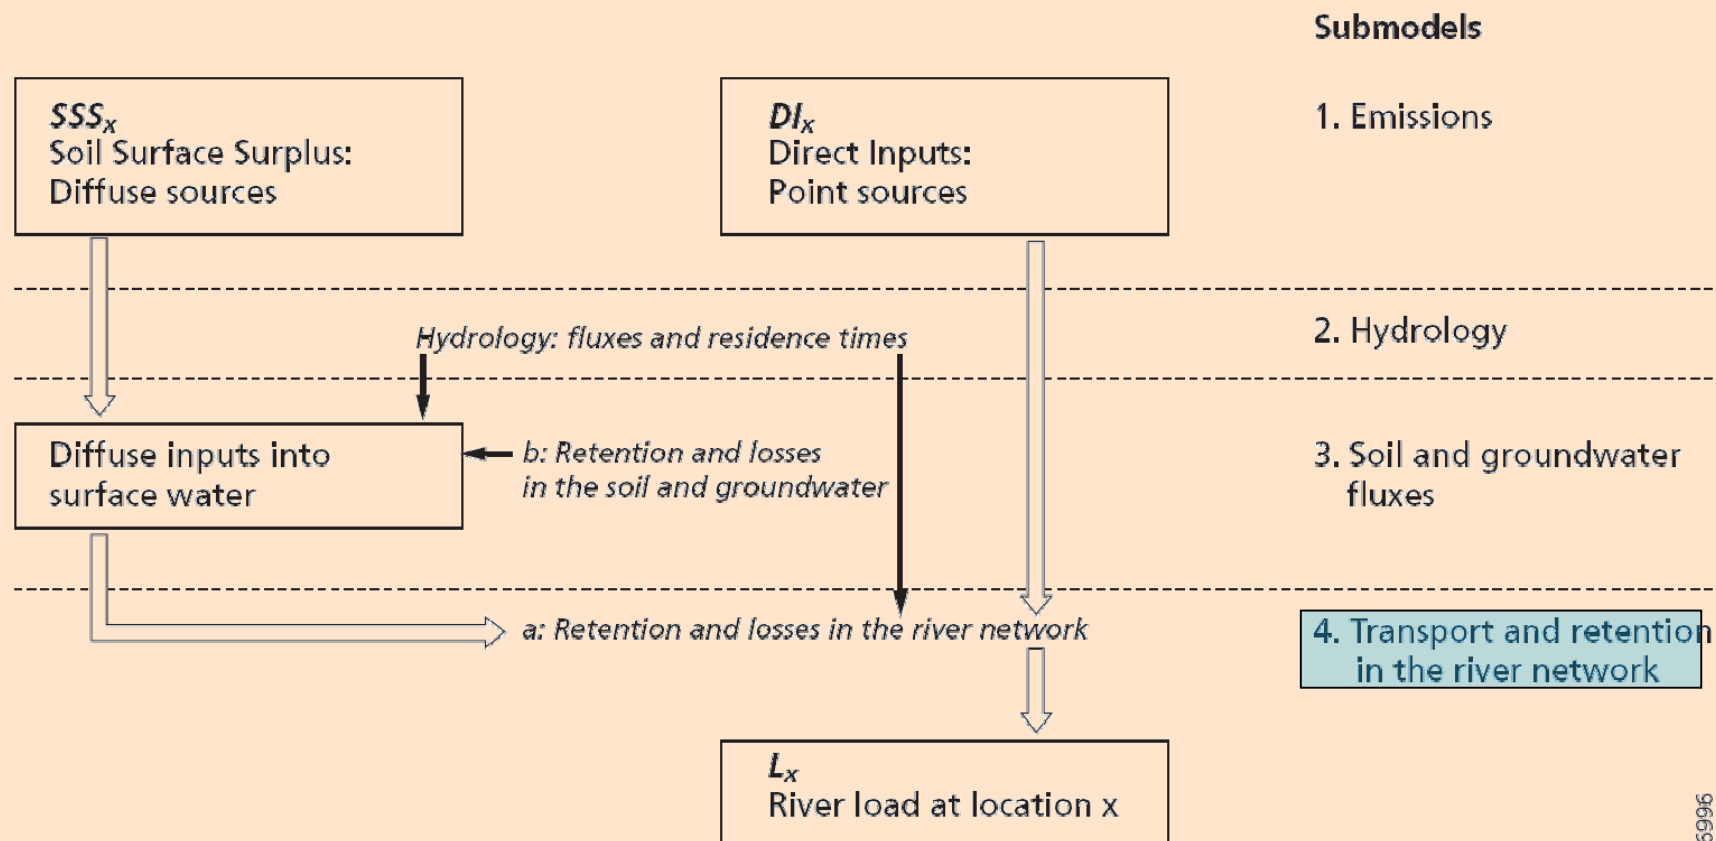 Submodels
SSSx
Soil Surface Surplus:
Diffuse sources
DIx
Direct Inputs:
Point sources
1. Emissions
Hydrology: fluxes and residence times
2. Hydrology
Diffuse inputs into
surface water
b: Retention and losses
in the soil and groundwater
3. Soil and groundwater
fluxes
a: Retention and losses in the river network
4. Transport and retention
in the river network
Lx
River load at location x
6996